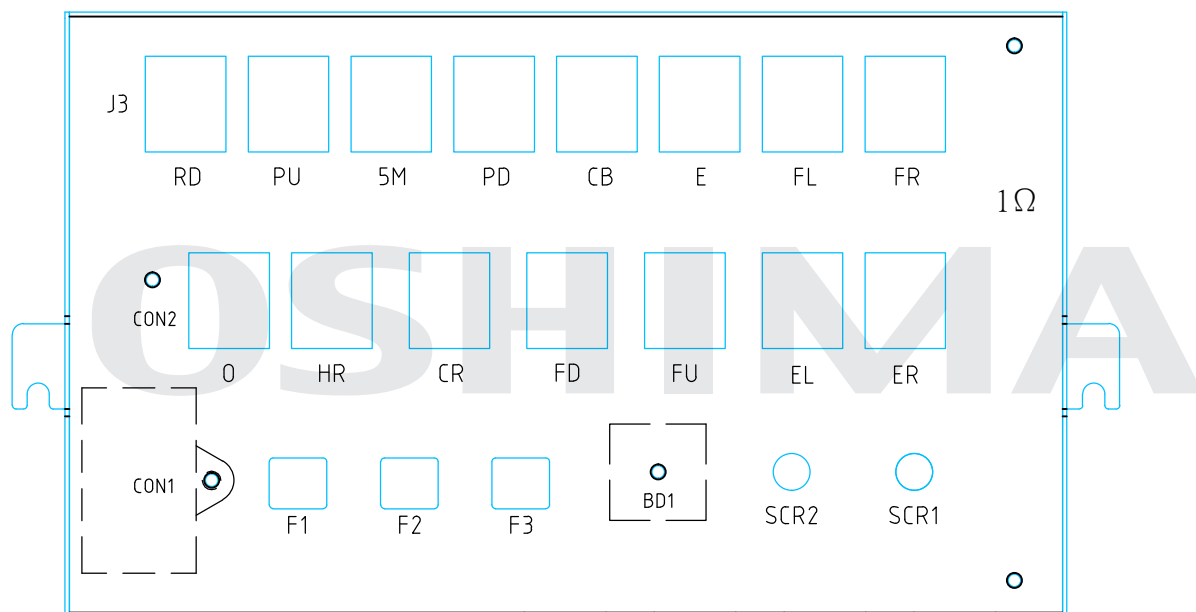 J3
RD PU 5M PD CB E FL FR
1Ω
OSHIMA
CON2
O HR CR FD FU EL ER
CON1
BD1
F1 F2 F3 SCR2 SCR1